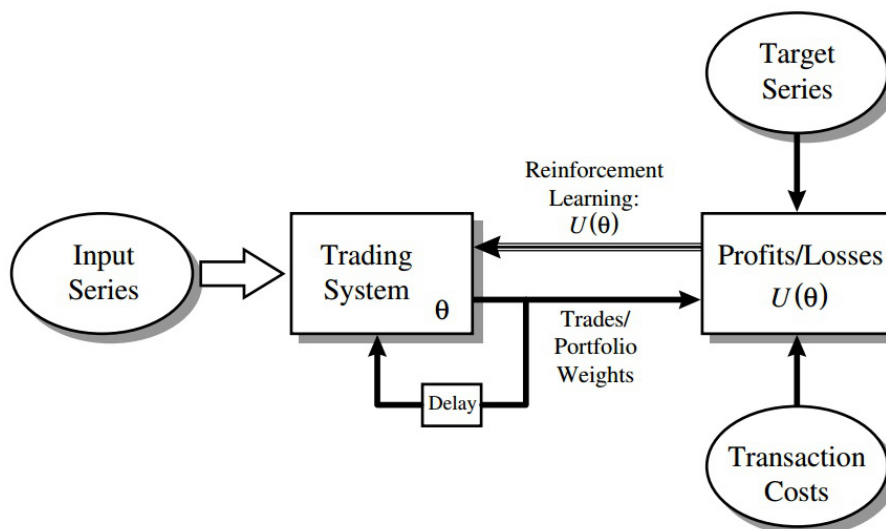 Target
Series
Reinforcement
Learning:
U(θ)
Input
Series
Trading
System
θ
Profits/Losses
U(θ)
Trades/
Portfolio
Weights
Delay
Transaction
Costs